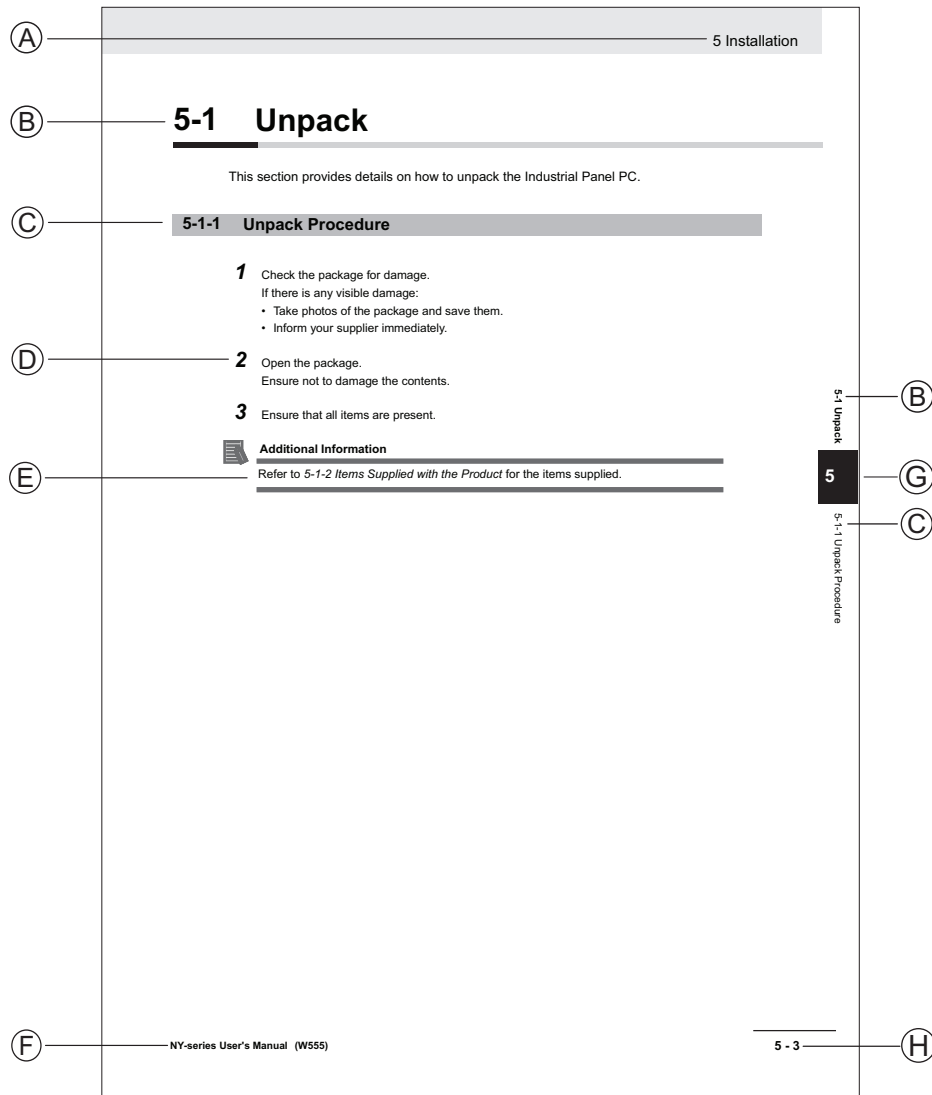 A
5 Installation
B
5-1 Unpack
This section provides details on how to unpack the Industrial Panel PC.
C
5-1-1 Unpack Procedure
1 Check the package for damage.
If there is any visible damage:
• Take photos of the package and save them.
• Inform your supplier immediately.
D
2 Open the package.
Ensure not to damage the contents.
3 Ensure that all items are present.
Additional Information
E
Refer to 5-1-2 Items Supplied with the Product for the items supplied.
5-1 Unpack
B
5
G
5-1-1 Unpack Procedure
C
F
NY-series User's Manual (W555)
5 - 3
H